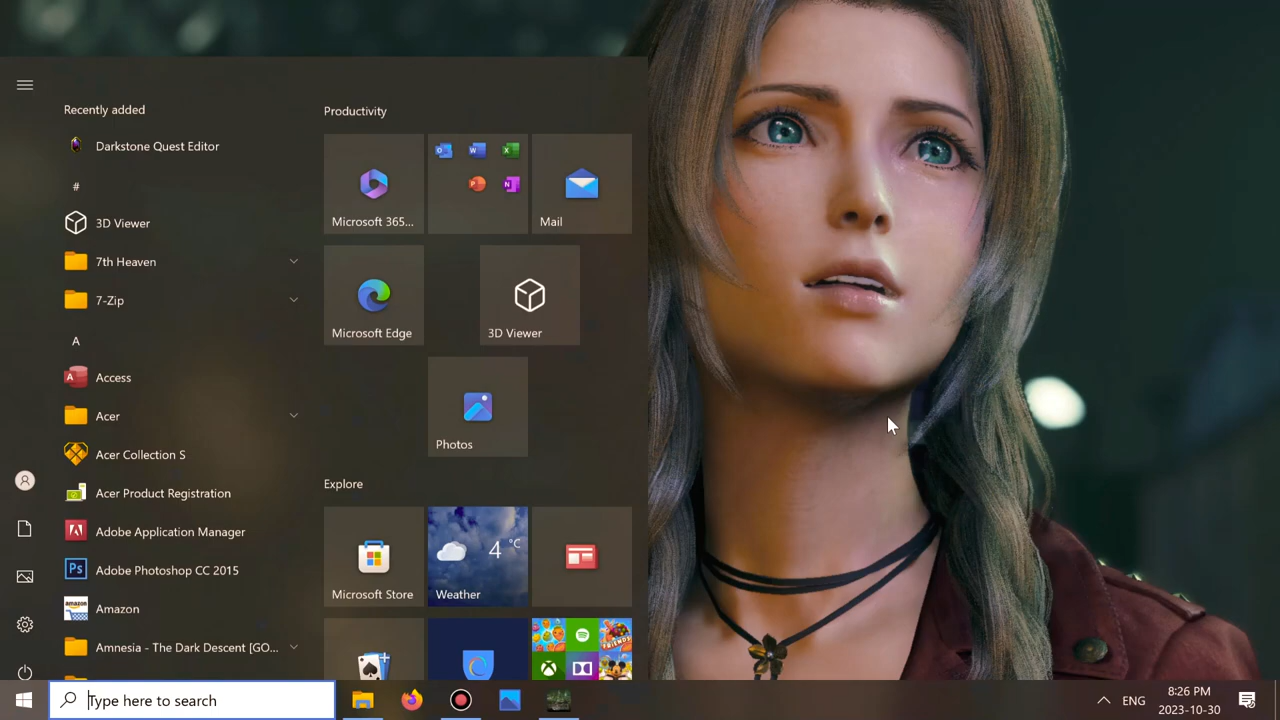 Recently added
Darkstone Quest Editor
#
3D Viewer
7th Heaven
7-Zip
A
Access
Acer
Acer Collection S
Acer Product Registration
Adobe Application Manager
Adobe Photoshop CC 2015
Amazon
Amnesia - The Dark Descent [GO...
Productivity
Microsoft 365...
Mail
Microsoft Edge
3D Viewer
Photos
Explore
Microsoft Store
4 °C
Weather
Type here to search
ENG
8:26 PM
2023-10-30